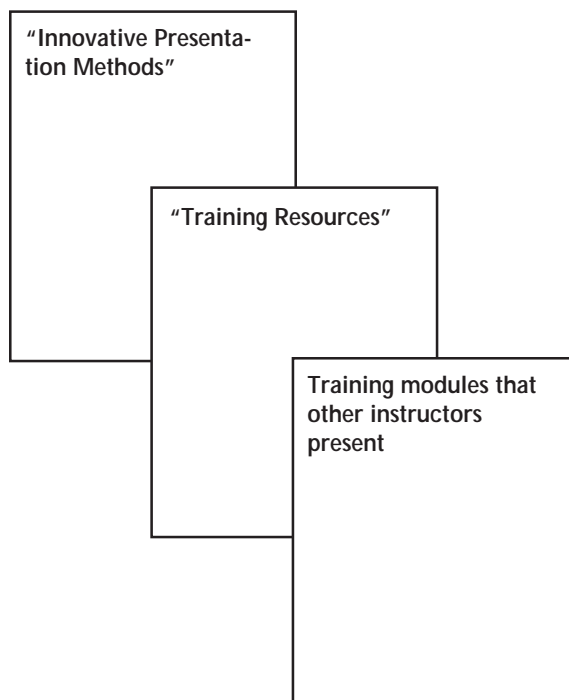 “Innovative Presenta-
tion Methods”
“Training Resources”
Training modules that
other instructors
present